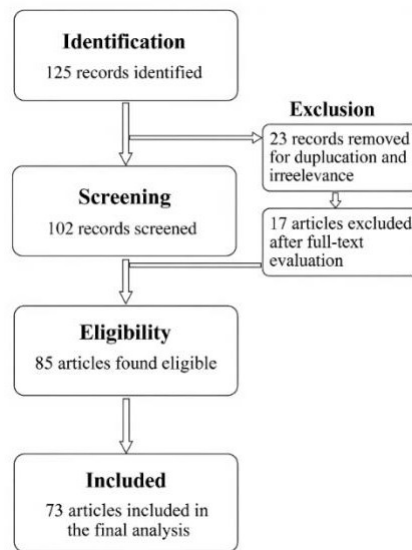 Identification
125 records identified
Exclusion
23 records removed
for duplucation and
irreelevance
Screening
102 records screened
17 articles excluded
after full-text
evaluation
Eligibility
85 articles found eligible
Included
73 articles included in
the final analysis